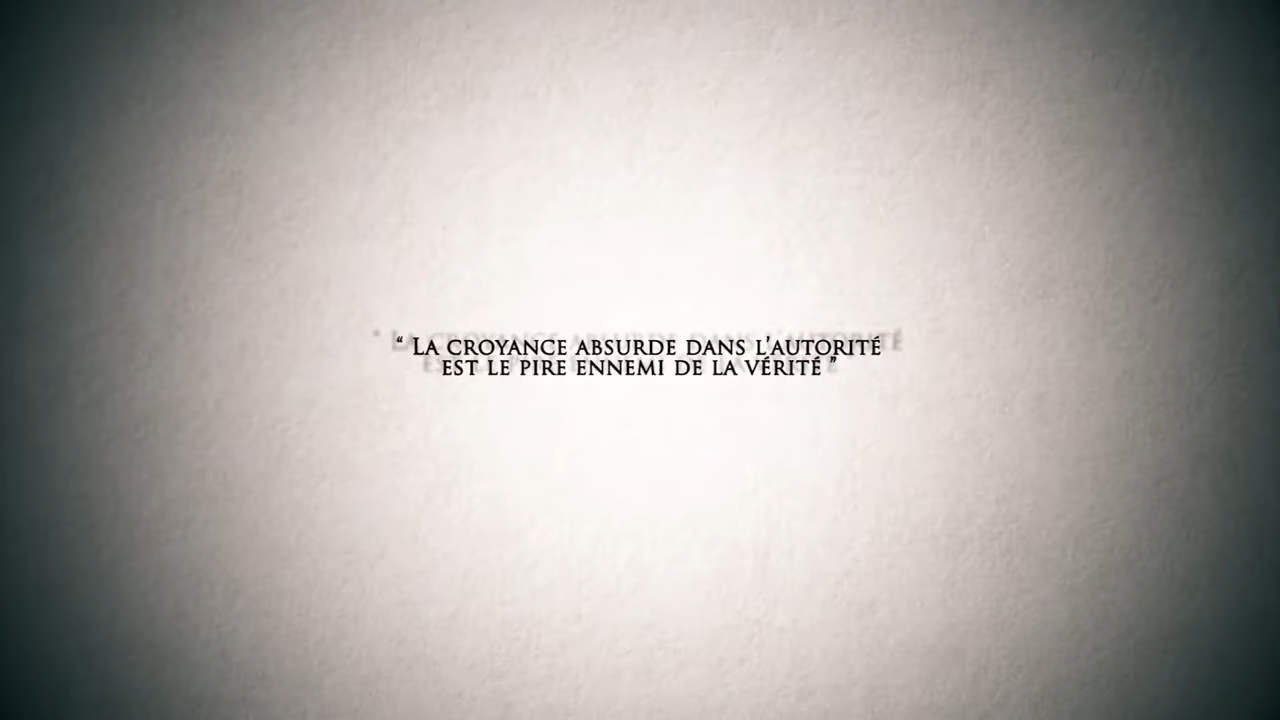 “ La croyance absurde dans l’autorité
est le pire ennemi de la vérité ”